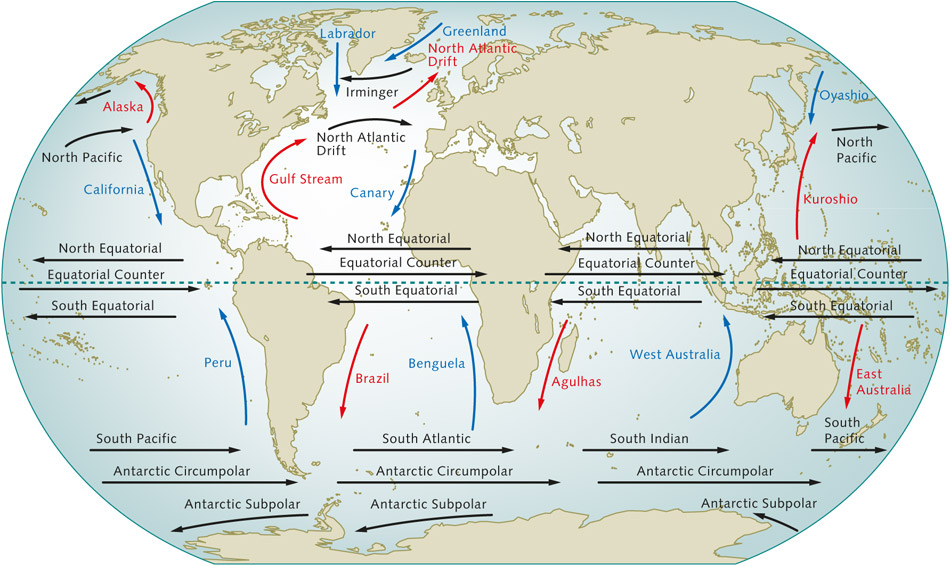 Labrador
Greenland
North Atlantic
Drift
Irminger
Alaska
Oyashio
North Pacific
North Atlantic
Drift
North
Pacific
California
Gulf Stream
Canary
Kuroshio
North Equatorial
North Equatorial
North Equatorial
North Equatorial
Equatorial Counter
Equatorial Counter
Equatorial Counter
Equatorial Counter
South Equatorial
South Equatorial
South Equatorial
South Equatorial
Peru
Brazil
Benguela
Agulhas
West Australia
East
Australia
South Pacific
South Atlantic
South Indian
South
Pacific
Antarctic Circumpolar
Antarctic Circumpolar
Antarctic Circumpolar
Antarctic Subpolar
Antarctic Subpolar
Antarctic Subpolar